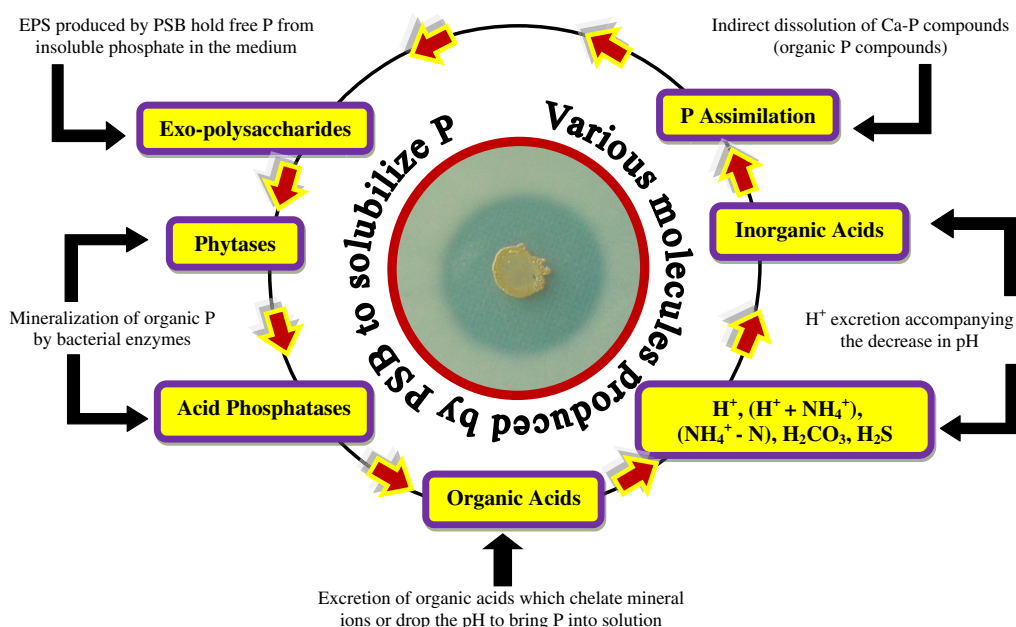 EPS produced by PSB hold free P from
insoluble phosphate in the medium
Indirect dissolution of Ca-P compounds
(organic P compounds)
Exo-polysaccharides
P Assimilation
Various molecules produced by PSB to solubilize P
Phytases
Inorganic Acids
Mineralization of organic P
by bacterial enzymes
H⁺ excretion accompanying
the decrease in pH
Acid Phosphatases
H⁺, (H⁺ + NH₄⁺),
(NH₄⁺ - N), H₂CO₃, H₂S
Organic Acids
Excretion of organic acids which chelate mineral
ions or drop the pH to bring P into solution